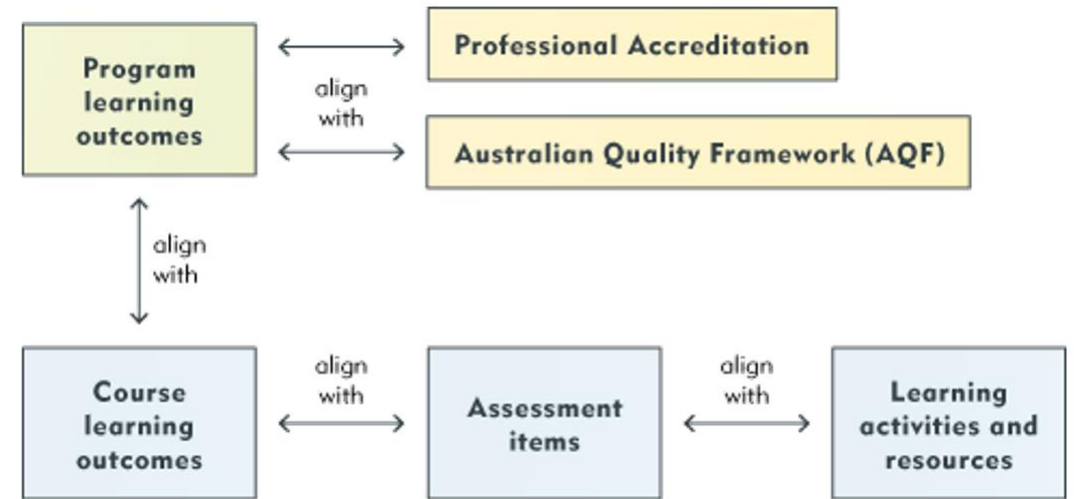 Program
learning
outcomes
Professional Accreditation
align
with
Australian Quality Framework (AQF)
align
with
Course
learning
outcomes
align
with
Assessment
items
align
with
Learning
activities and
resources